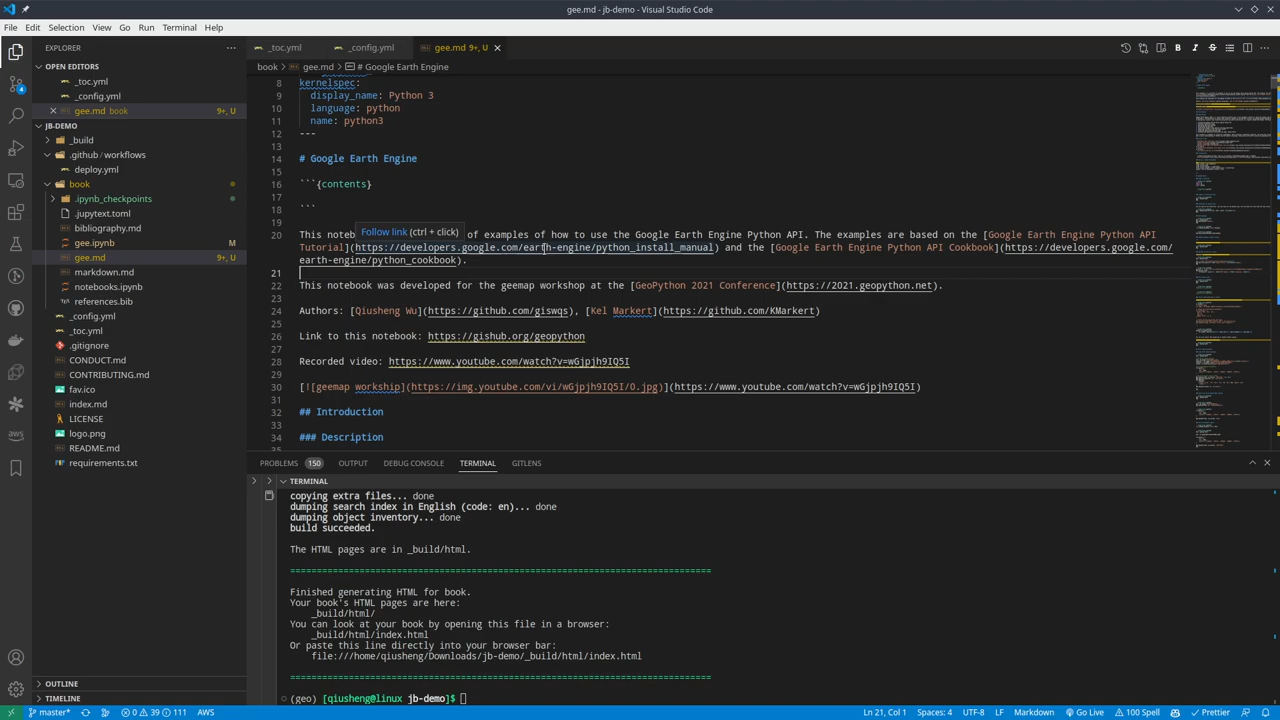 gee.md - jb-demo - Visual Studio Code
File Edit Selection View Go Run Terminal Help
EXPLORER
OPEN EDITORS
_toc.yml
_config.yml
gee.md book 9+, U
JB-DEMO
_build
.github / workflows
deploy.yml
book
.ipynb_checkpoints
.jupytext.toml
bibliography.md
gee.ipynb M
gee.md 9+, U
markdown.md
notebooks.ipynb
references.bib
_config.yml
_toc.yml
.gitignore
CONDUCT.md
CONTRIBUTING.md
fav.ico
index.md
LICENSE
logo.png
README.md
requirements.txt
OUTLINE
TIMELINE
4
aws
_toc.yml _config.yml gee.md 9+, U
book > gee.md > # Google Earth Engine
8 kernelspec:
9 display_name: Python 3
10 language: python
11 name: python3
12 ---
13
14 # Google Earth Engine
15
16 ```{contents}
17
18 ```
19
Follow link (ctrl + click)
20 This noteb of examples of how to use the Google Earth Engine Python API. The examples are based on the [Google Earth Engine Python API
Tutorial](https://developers.google.com/earth-engine/python_install_manual) and the [Google Earth Engine Python API Cookbook](https://developers.google.com/
earth-engine/python_cookbook).
21
22 This notebook was developed for the geemap workshop at the [GeoPython 2021 Conference](https://2021.geopython.net).
23
24 Authors: [Qiusheng Wu](https://github.com/giswqs), [Kel Markert](https://github.com/KMarkert)
25
26 Link to this notebook: https://gishub.org/geopython
27
28 Recorded video: https://www.youtube.com/watch?v=wGjpjh9IQ5I
29
30 [![geemap workship](https://img.youtube.com/vi/wGjpjh9IQ5I/0.jpg)](https://www.youtube.com/watch?v=wGjpjh9IQ5I)
31
32 ## Introduction
33
34 ### Description
35
PROBLEMS 150 OUTPUT DEBUG CONSOLE TERMINAL GITLENS
TERMINAL
copying extra files... done
dumping search index in English (code: en)... done
dumping object inventory... done
build succeeded.
The HTML pages are in _build/html.
===============================================================================
Finished generating HTML for book.
Your book's HTML pages are here:
_build/html/
You can look at your book by opening this file in a browser:
_build/html/index.html
Or paste this line directly into your browser bar:
file:///home/qiusheng/Downloads/jb-demo/_build/html/index.html
===============================================================================
(geo) [qiusheng@linux jb-demo]$
master* 0 39 111 AWS Ln 21, Col 1 Spaces: 4 UTF-8 LF Markdown Go Live 100 Spell Prettier